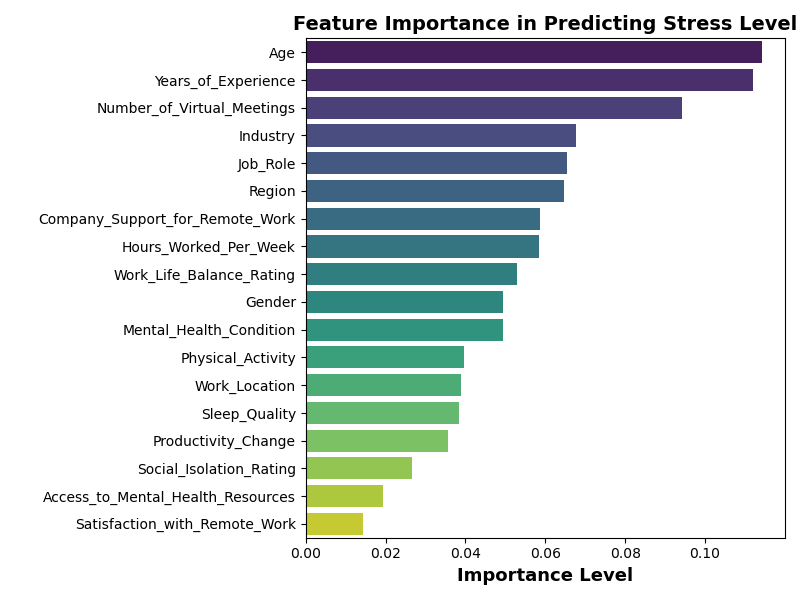 Feature Importance in Predicting Stress Level
Age
Years_of_Experience
Number_of_Virtual_Meetings
Industry
Job_Role
Region
Company_Support_for_Remote_Work
Hours_Worked_Per_Week
Work_Life_Balance_Rating
Gender
Mental_Health_Condition
Physical_Activity
Work_Location
Sleep_Quality
Productivity_Change
Social_Isolation_Rating
Access_to_Mental_Health_Resources
Satisfaction_with_Remote_Work
0.00 0.02 0.04 0.06 0.08 0.10
Importance Level